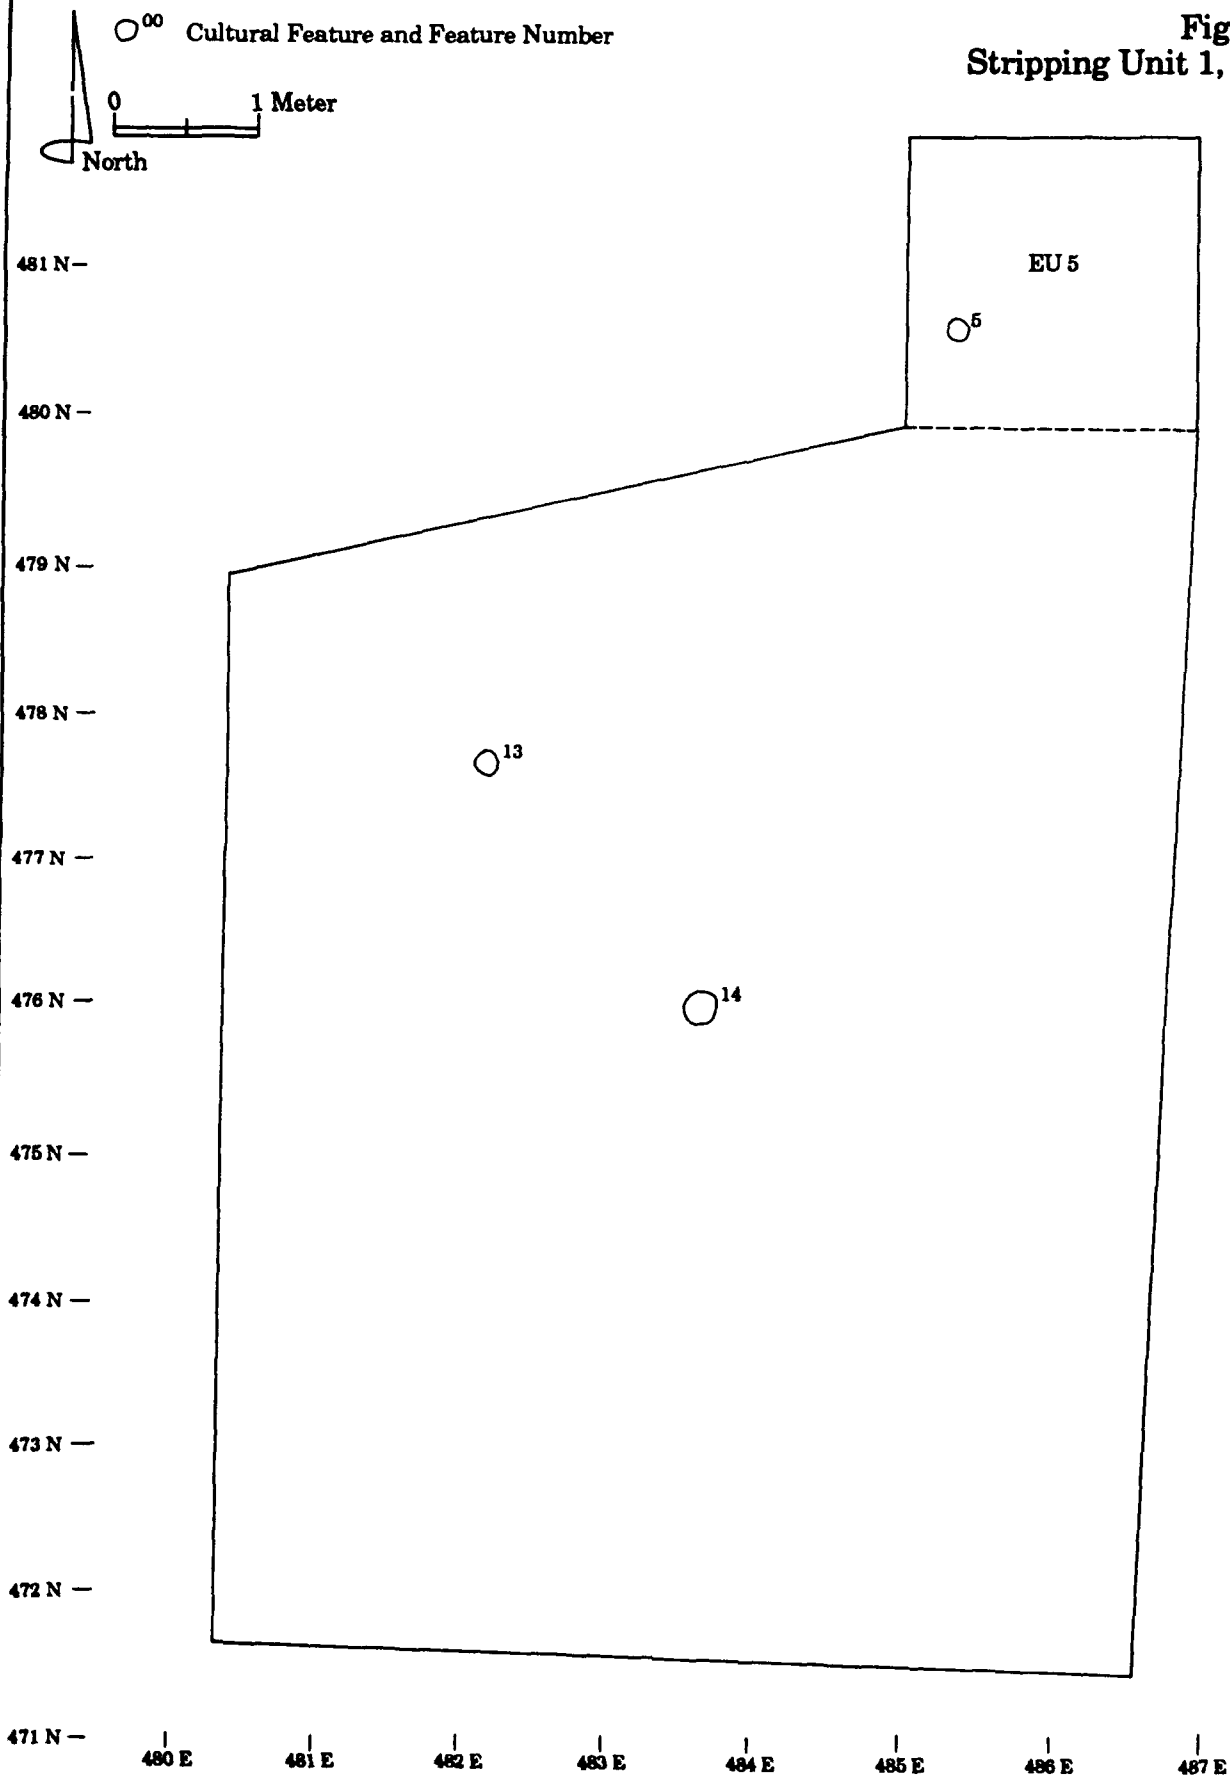 Fig
Stripping Unit 1,
00 Cultural Feature and Feature Number
0 1 Meter
North
481 N
EU 5
5
480 N
479 N
478 N
13
477 N
476 N
14
475 N
474 N
473 N
472 N
471 N
480 E 481 E 482 E 483 E 484 E 485 E 486 E 487 E